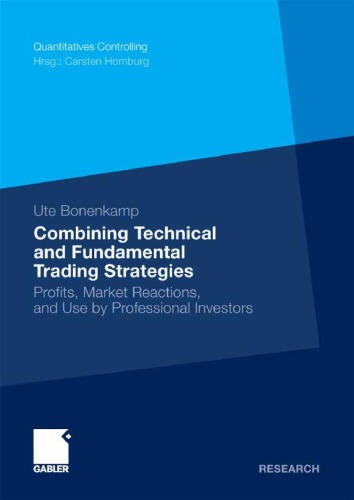 Quantitatives Controlling
Hrsg.: Carsten Homburg
Ute Bonenkamp
Combining Technical
and Fundamental
Trading Strategies
Profits, Market Reactions,
and Use by Professional Investors
GABLER
RESEARCH